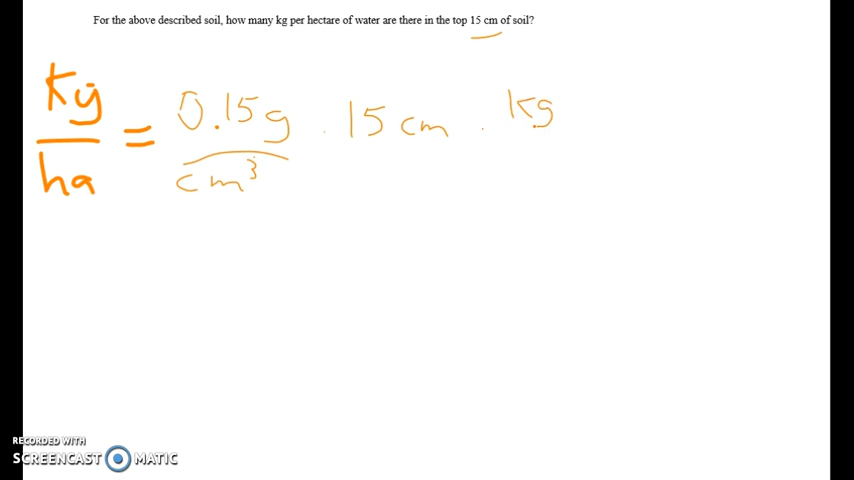 For the above described soil, how many kg per hectare of water are there in the top 15 cm of soil?
kg/ha = 0.15g/cm³ . 15 cm . kg
RECORDED WITH
SCREENCAST MATIC